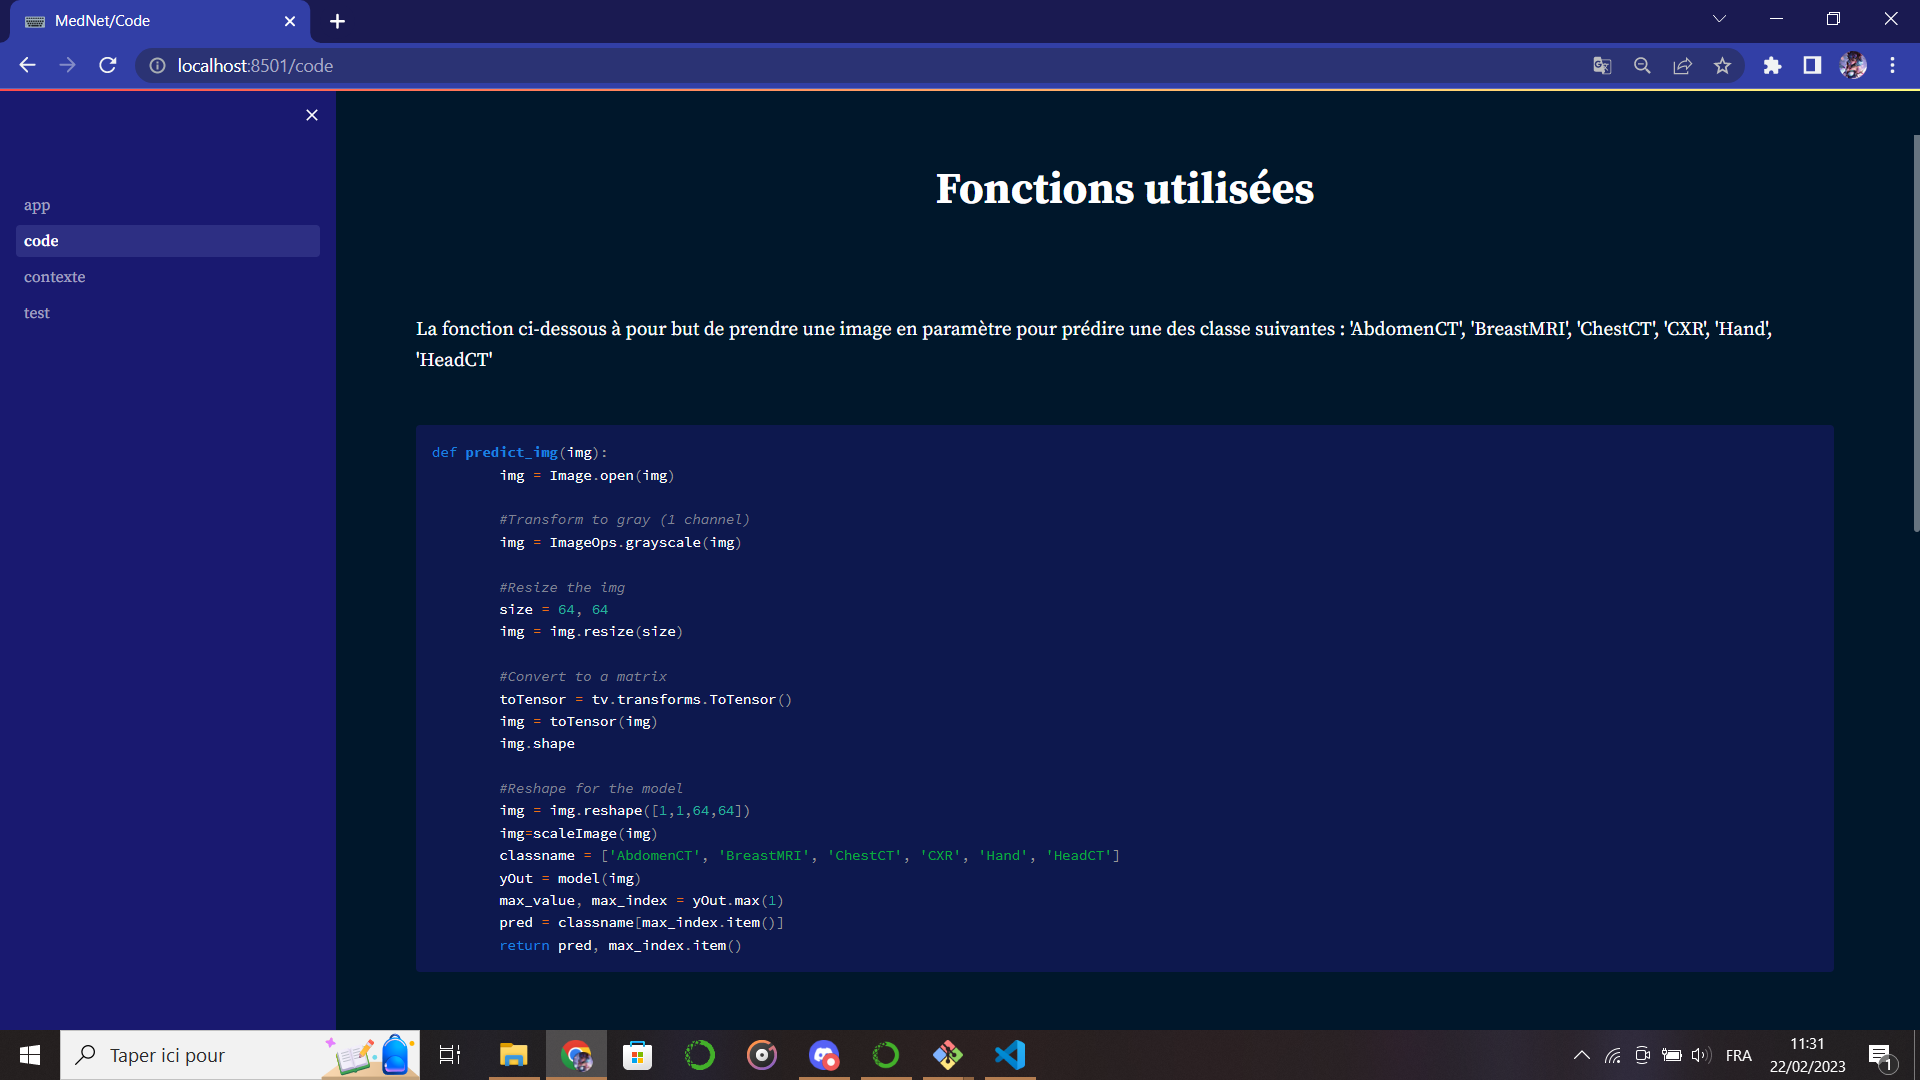 MedNet/Code
localhost:8501/code
app
code
contexte
test
Fonctions utilisées
La fonction ci-dessous à pour but de prendre une image en paramètre pour prédire une des classe suivantes : 'AbdomenCT', 'BreastMRI', 'ChestCT', 'CXR', 'Hand',
'HeadCT'
def predict_img(img):
img = Image.open(img)
#Transform to gray (1 channel)
img = ImageOps.grayscale(img)
#Resize the img
size = 64, 64
img = img.resize(size)
#Convert to a matrix
toTensor = tv.transforms.ToTensor()
img = toTensor(img)
img.shape
#Reshape for the model
img = img.reshape([1,1,64,64])
img=scaleImage(img)
classname = ['AbdomenCT', 'BreastMRI', 'ChestCT', 'CXR', 'Hand', 'HeadCT']
yOut = model(img)
max_value, max_index = yOut.max(1)
pred = classname[max_index.item()]
return pred, max_index.item()
Taper ici pour
FRA
11:31
22/02/2023
1